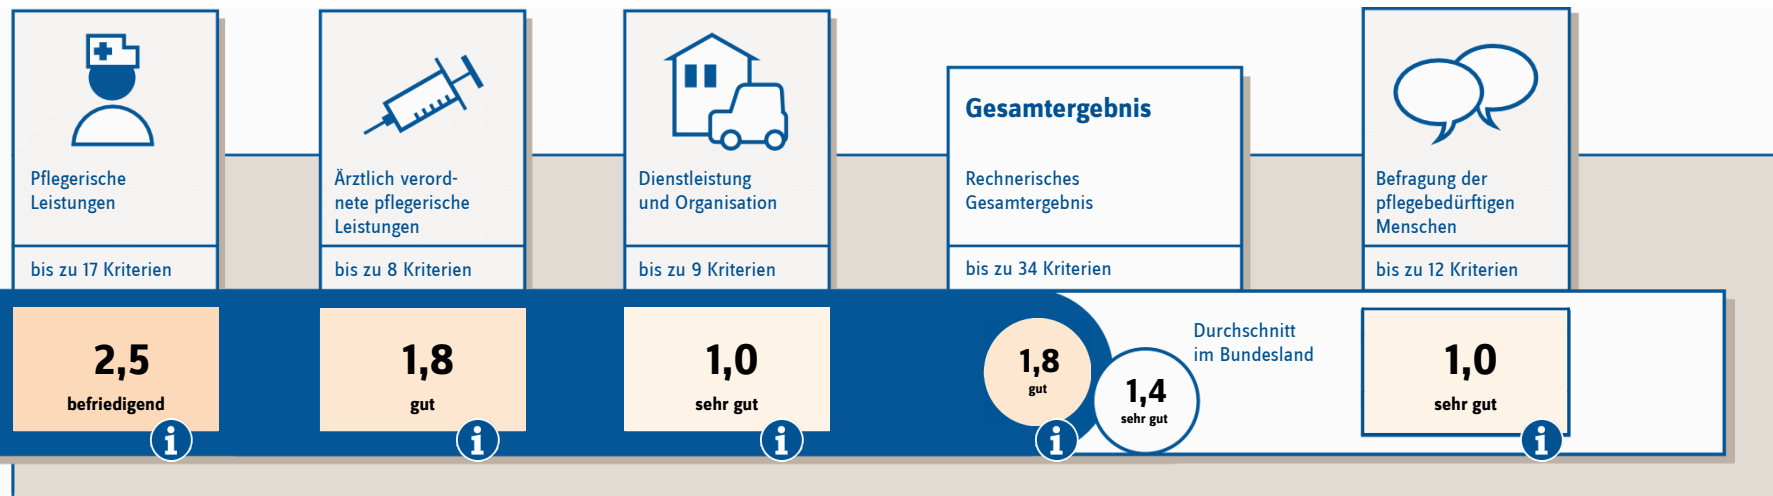 Pflegerische
Leistungen
bis zu 17 Kriterien
2,5
befriedigend
i
Ärztlich verord-
nete pflegerische
Leistungen
bis zu 8 Kriterien
1,8
gut
i
Dienstleistung
und Organisation
bis zu 9 Kriterien
1,0
sehr gut
i
Gesamtergebnis
Rechnerisches
Gesamtergebnis
bis zu 34 Kriterien
1,8
gut
i
1,4
sehr gut
Durchschnitt
im Bundesland
Befragung der
pflegebedürftigen
Menschen
bis zu 12 Kriterien
1,0
sehr gut
i